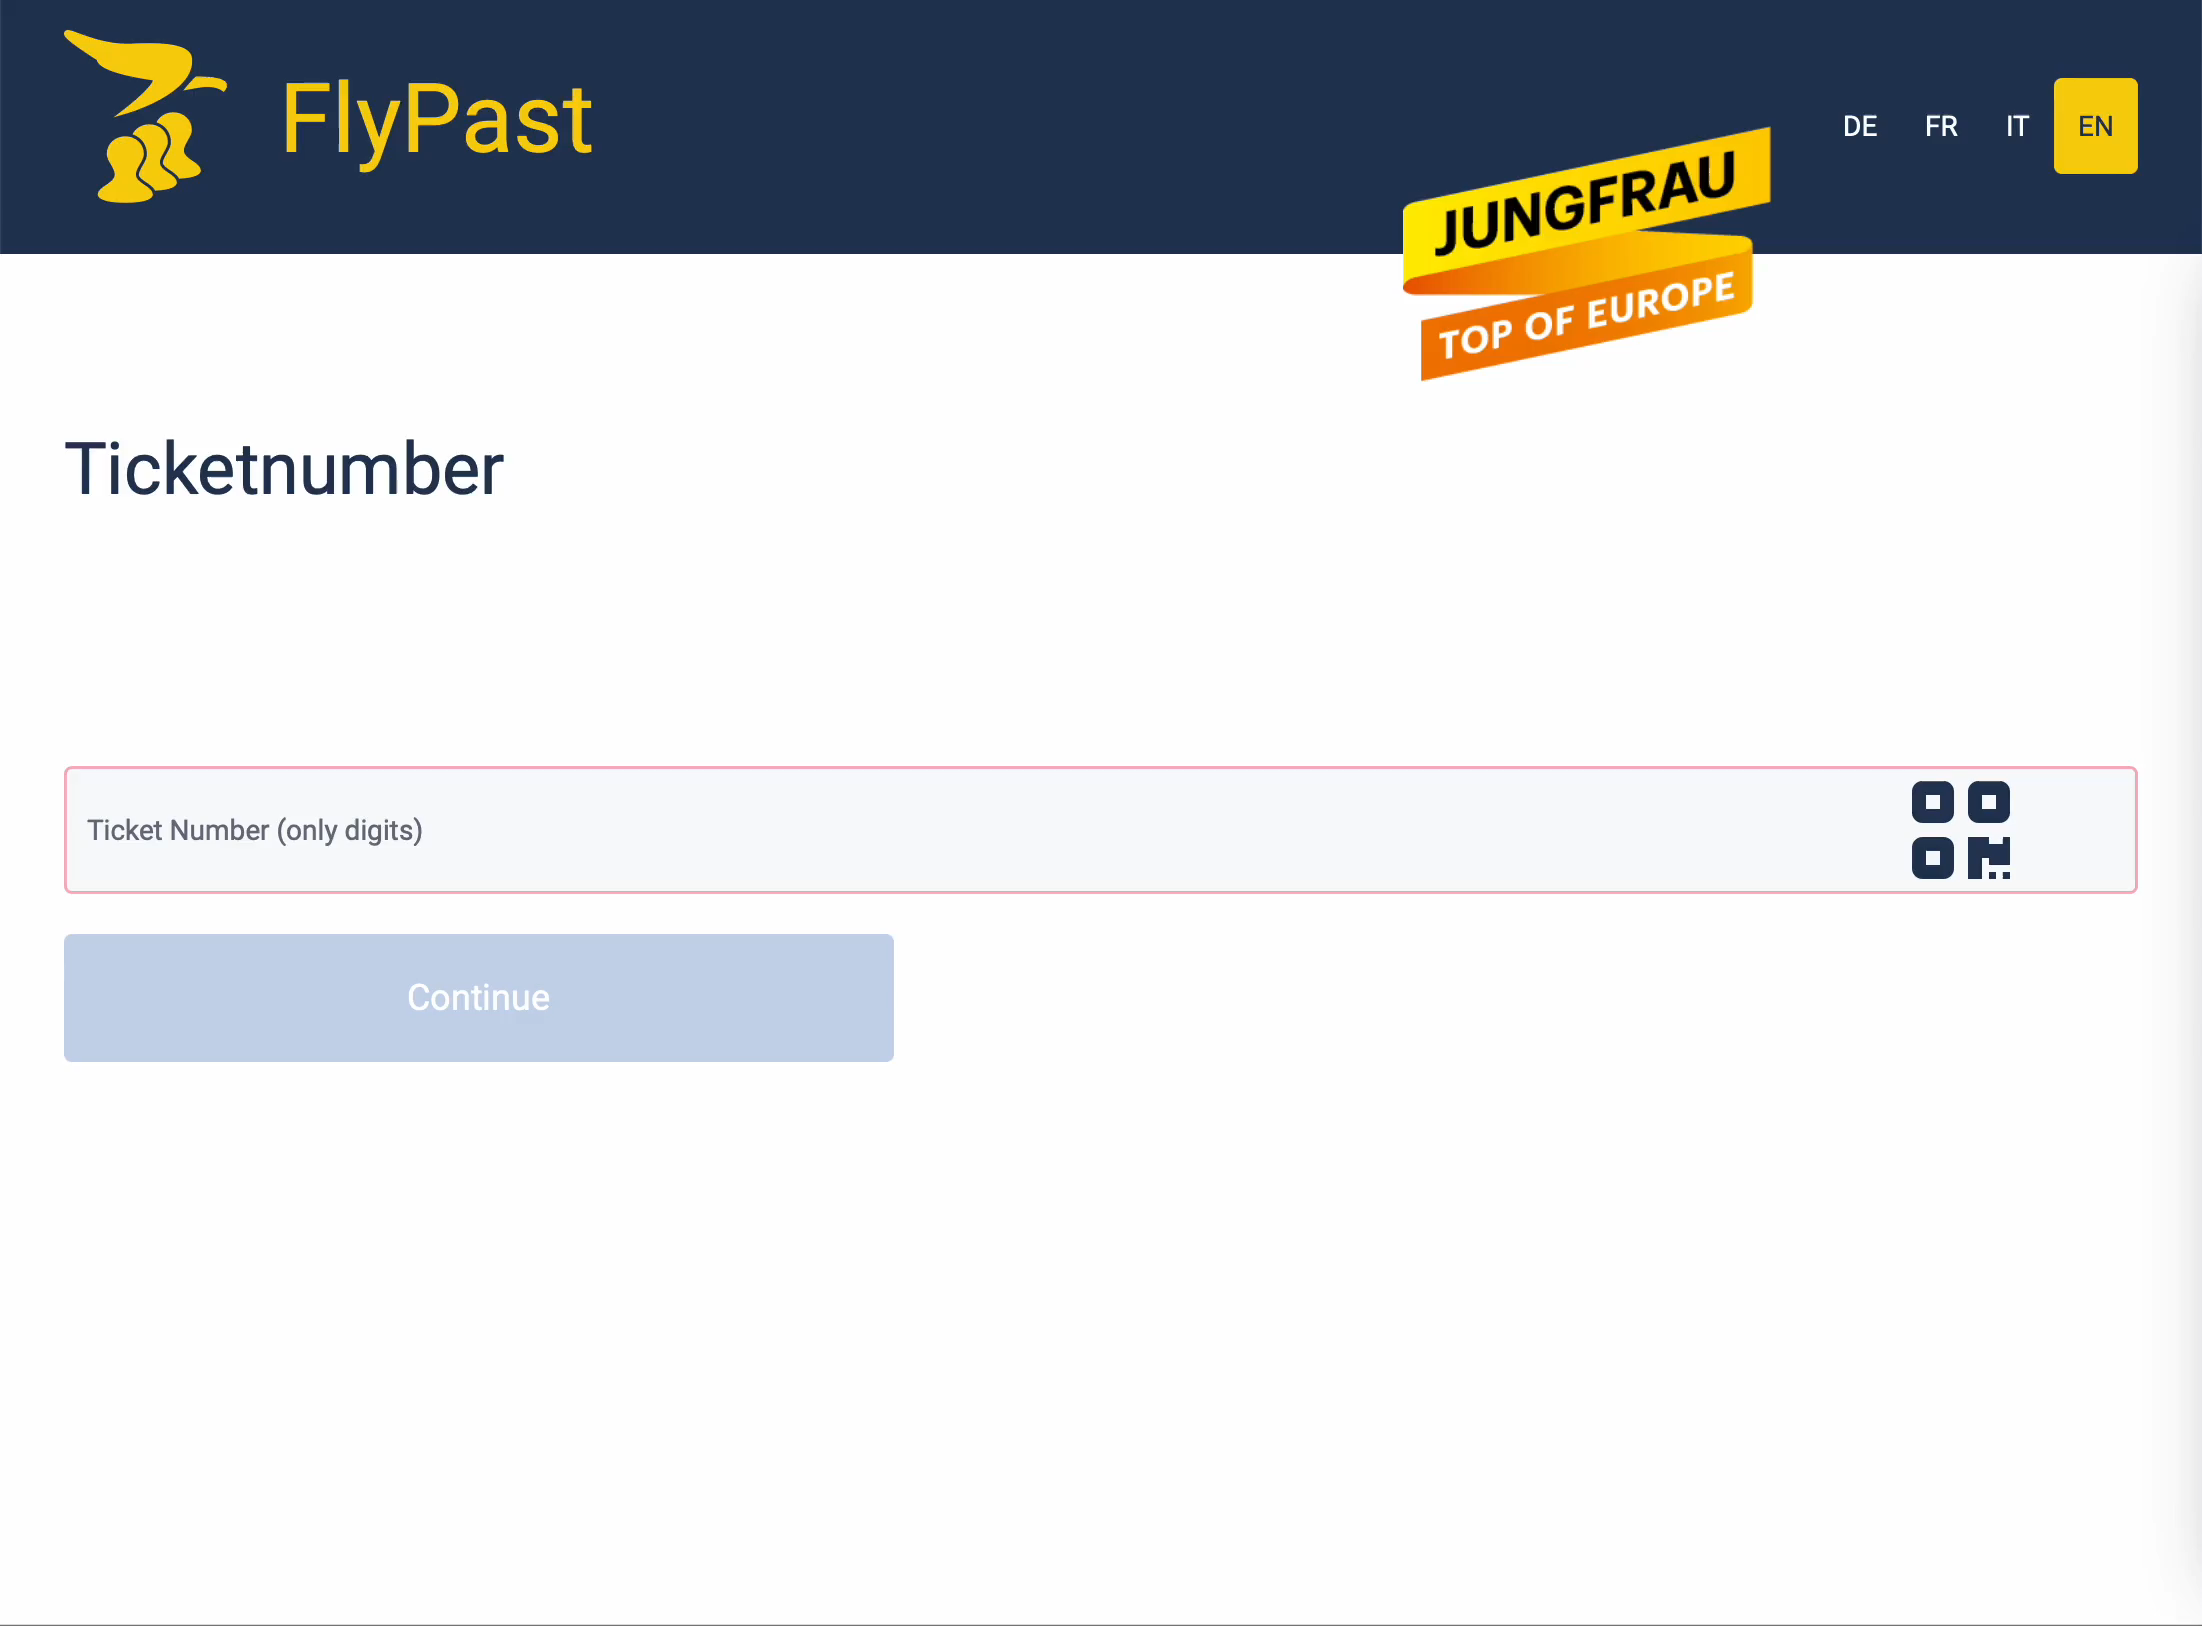 FlyPast
JUNGFRAU
TOP OF EUROPE
DE FR IT EN
Ticketnumber
Ticket Number (only digits)
Continue